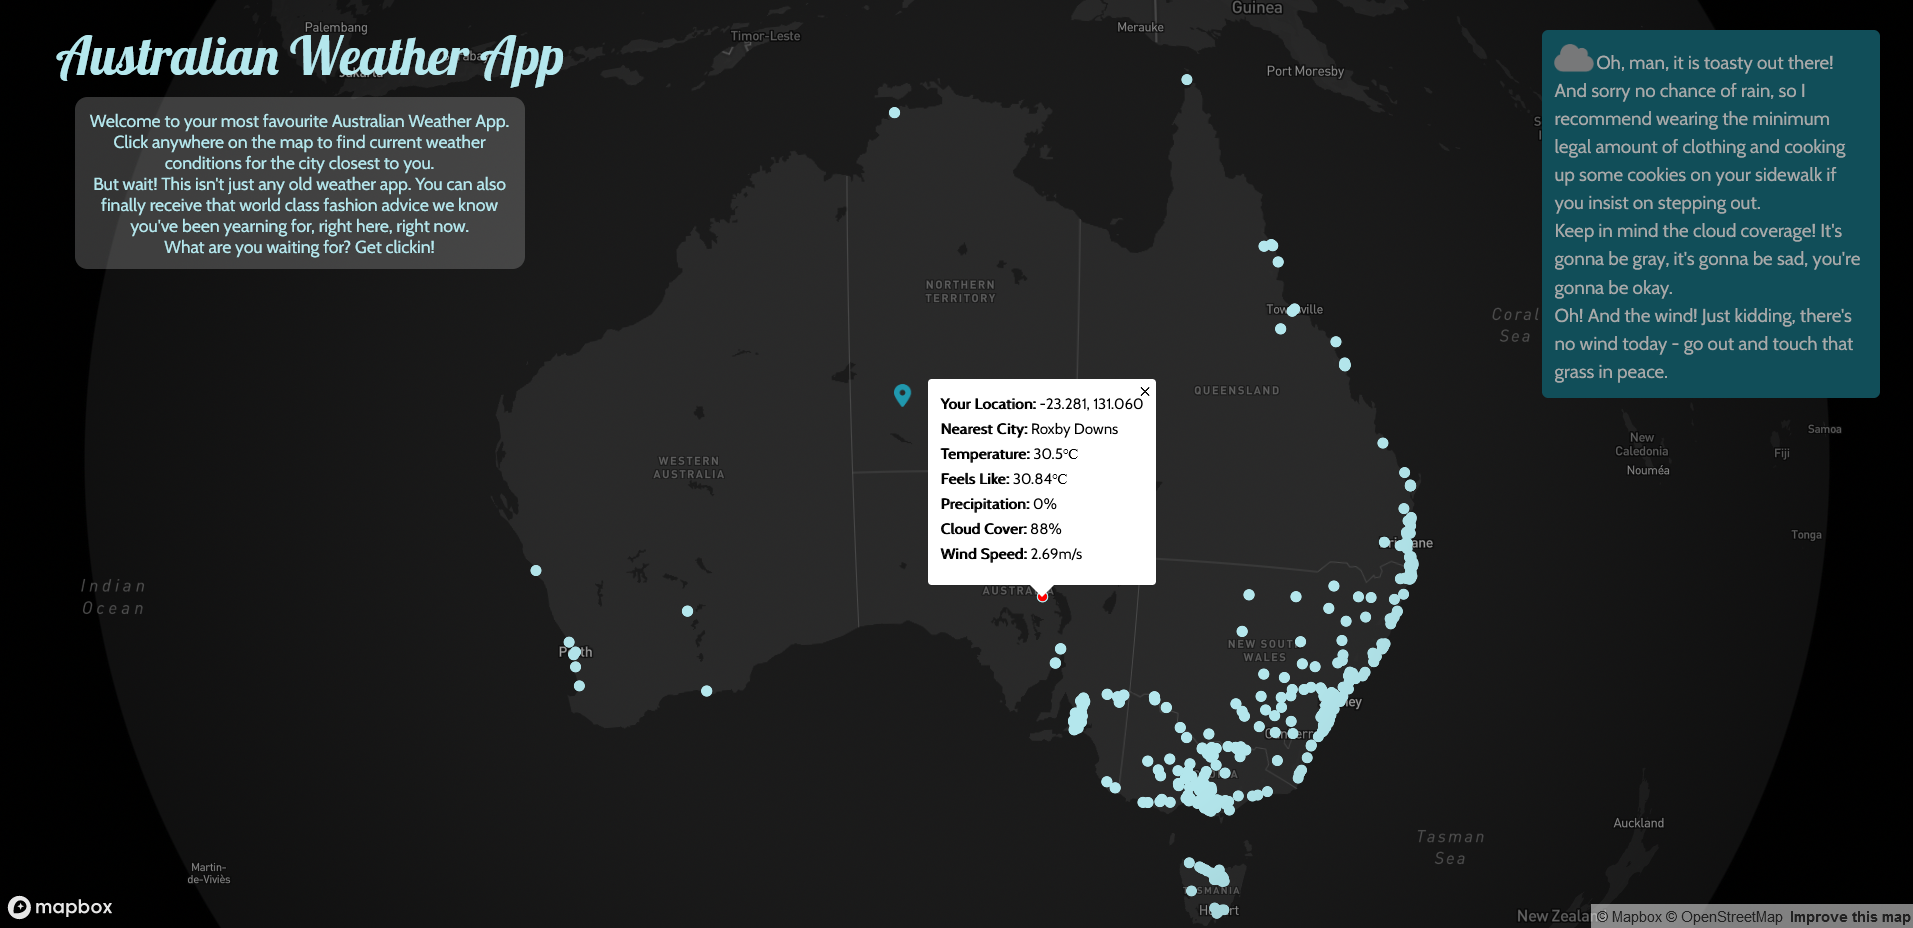 Guinea
Palembang
Merauke
Timor-Leste
Australian Weather App
Jakarta
Port Moresby
Welcome to your most favourite Australian Weather App.
Click anywhere on the map to find current weather
conditions for the city closest to you.
But wait! This isn't just any old weather app. You can also
finally receive that world class fashion advice we know
you've been yearning for, right here, right now.
What are you waiting for? Get clickin!
Oh, man, it is toasty out there!
And sorry no chance of rain, so I
recommend wearing the minimum
legal amount of clothing and cooking
up some cookies on your sidewalk if
you insist on stepping out.
Keep in mind the cloud coverage! It's
gonna be gray, it's gonna be sad, you're
gonna be okay.
Oh! And the wind! Just kidding, there's
no wind today - go out and touch that
grass in peace.
NORTHERN
TERRITORY
Townsville
Coral
Sea
QUEENSLAND
Your Location: -23.281, 131.060
Nearest City: Roxby Downs
Temperature: 30.5°C
Feels Like: 30.84°C
Precipitation: 0%
Cloud Cover: 88%
Wind Speed: 2.69m/s
WESTERN
AUSTRALIA
New
Caledonia
Nouméa
Samoa
Fiji
Tonga
Brisbane
Indian
Ocean
AUSTRALIA
Perth
NEW SOUTH
WALES
Sydney
Canberra
Tasman
Sea
Auckland
Martin-
de-Viviès
TASMANIA
Hobart
New Zealand
mapbox
© Mapbox © OpenStreetMap Improve this map